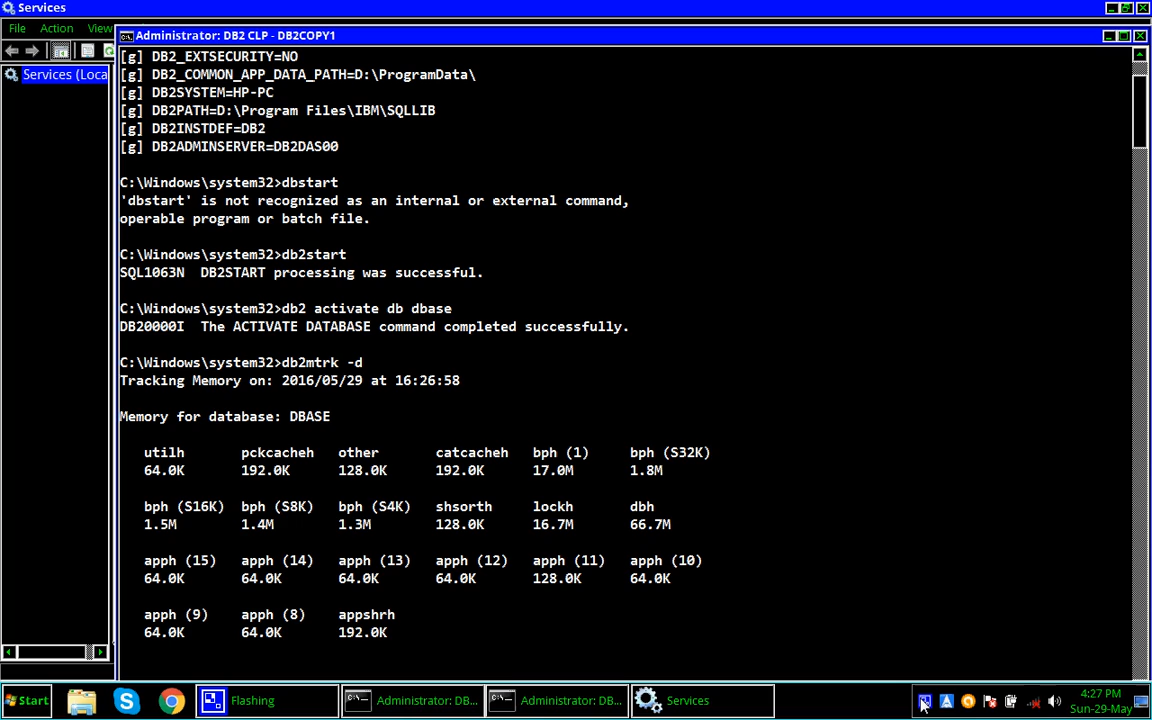 Services
File Action View
Administrator: DB2 CLP - DB2COPY1
Services (Loca
[g] DB2_EXTSECURITY=NO
[g] DB2_COMMON_APP_DATA_PATH=D:\ProgramData\
[g] DB2SYSTEM=HP-PC
[g] DB2PATH=D:\Program Files\IBM\SQLLIB
[g] DB2INSTDEF=DB2
[g] DB2ADMINSERVER=DB2DAS00
C:\Windows\system32>dbstart
'dbstart' is not recognized as an internal or external command,
operable program or batch file.
C:\Windows\system32>db2start
SQL1063N  DB2START processing was successful.
C:\Windows\system32>db2 activate db dbase
DB20000I  The ACTIVATE DATABASE command completed successfully.
C:\Windows\system32>db2mtrk -d
Tracking Memory on: 2016/05/29 at 16:26:58
Memory for database: DBASE
utilh pckcacheh other catcacheh bph (1) bph (S32K)
64.0K 192.0K 128.0K 192.0K 17.0M 1.8M
bph (S16K) bph (S8K) bph (S4K) shsorth lockh dbh
1.5M 1.4M 1.3M 128.0K 16.7M 66.7M
apph (15) apph (14) apph (13) apph (12) apph (11) apph (10)
64.0K 64.0K 64.0K 64.0K 128.0K 64.0K
apph (9) apph (8) appshrh
64.0K 64.0K 192.0K
Start Flashing Administrator: DB... Administrator: DB... Services
4:27 PM
Sun-29-May